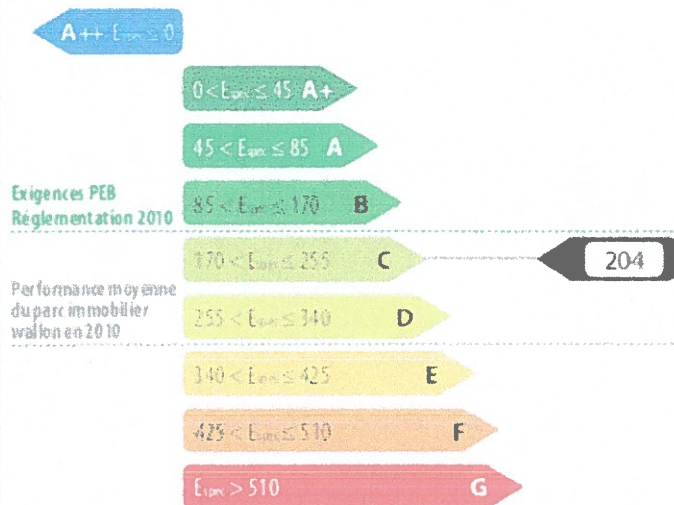 A++ Espec ≤ 0
0 < Espec ≤ 45 A+
45 < Espec ≤ 85 A
Exigences PEB
Réglementation 2010
85 < Espec ≤ 170 B
170 < Espec ≤ 255 C
204
Performance moyenne
du parc immobilier
wallon en 2010
255 < Espec ≤ 340 D
340 < Espec ≤ 425 E
425 < Espec ≤ 510 F
Espec > 510 G